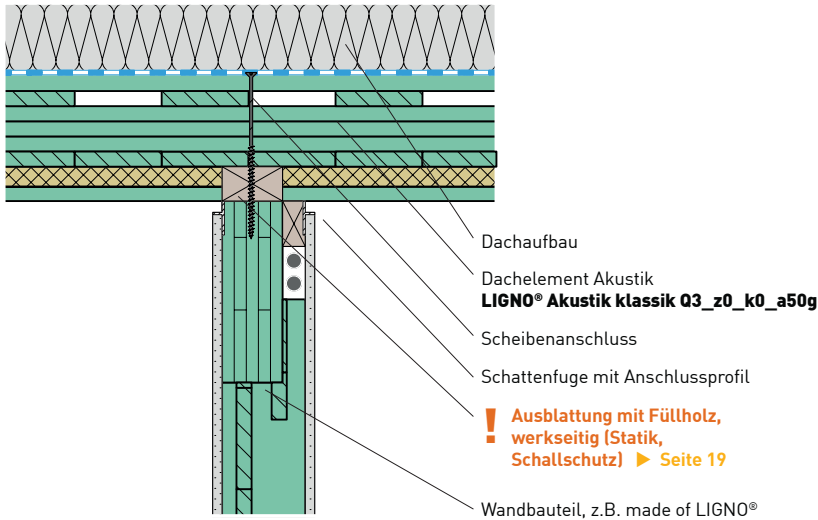 Dachaufbau
Dachelement Akustik
LIGNO® Akustik klassik Q3_z0_k0_a50g
Scheibenanschluss
Schattenfuge mit Anschlussprofil
! Ausblattung mit Füllholz,
werkseitig (Statik,
Schallschutz) ▶ Seite 19
Wandbauteil, z.B. made of LIGNO®